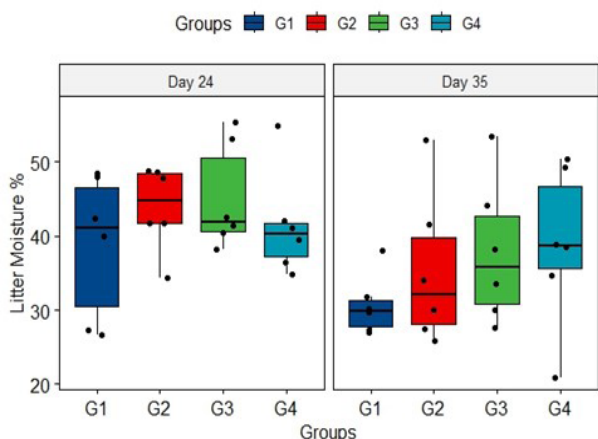 Groups G1 G2 G3 G4
Day 24 Day 35
Litter Moisture %
50
40
30
20
G1 G2 G3 G4 G1 G2 G3 G4
Groups